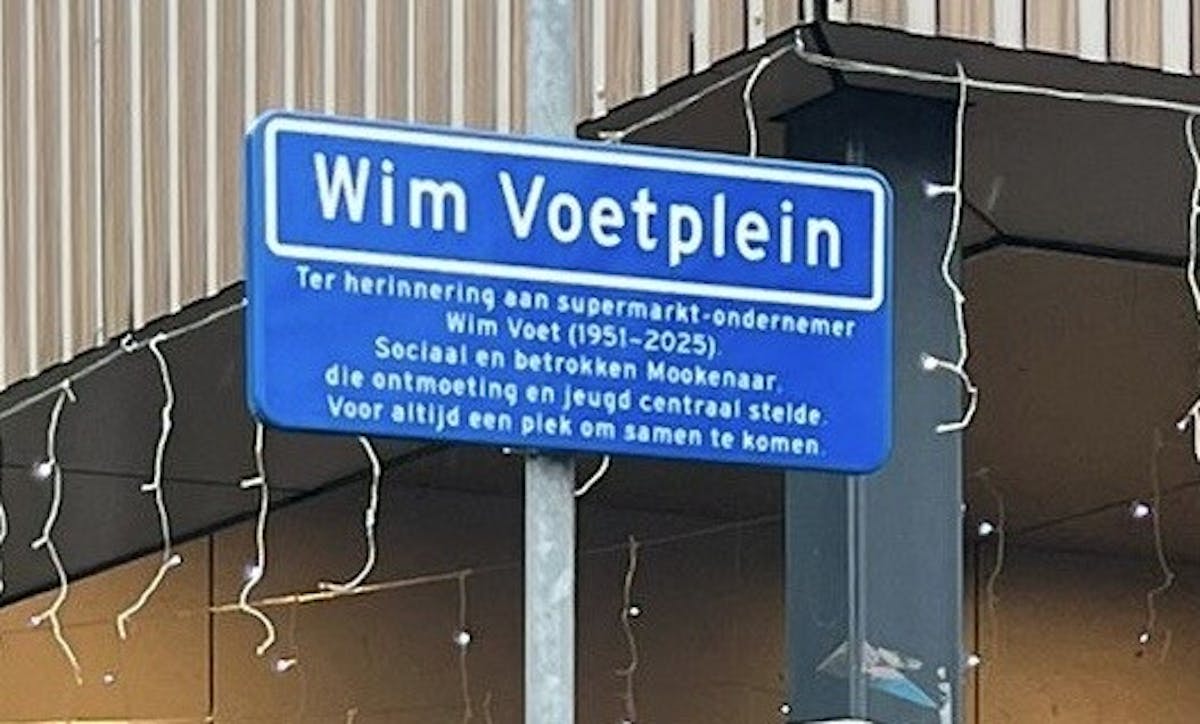 Wim Voetplein
Ter herinnering aan supermarkt-ondernemer
Wim Voet (1951-2025).
Sociaal en betrokken Mookenaar,
die ontmoeting en jeugd centraal stelde.
Voor altijd een plek om samen te komen.